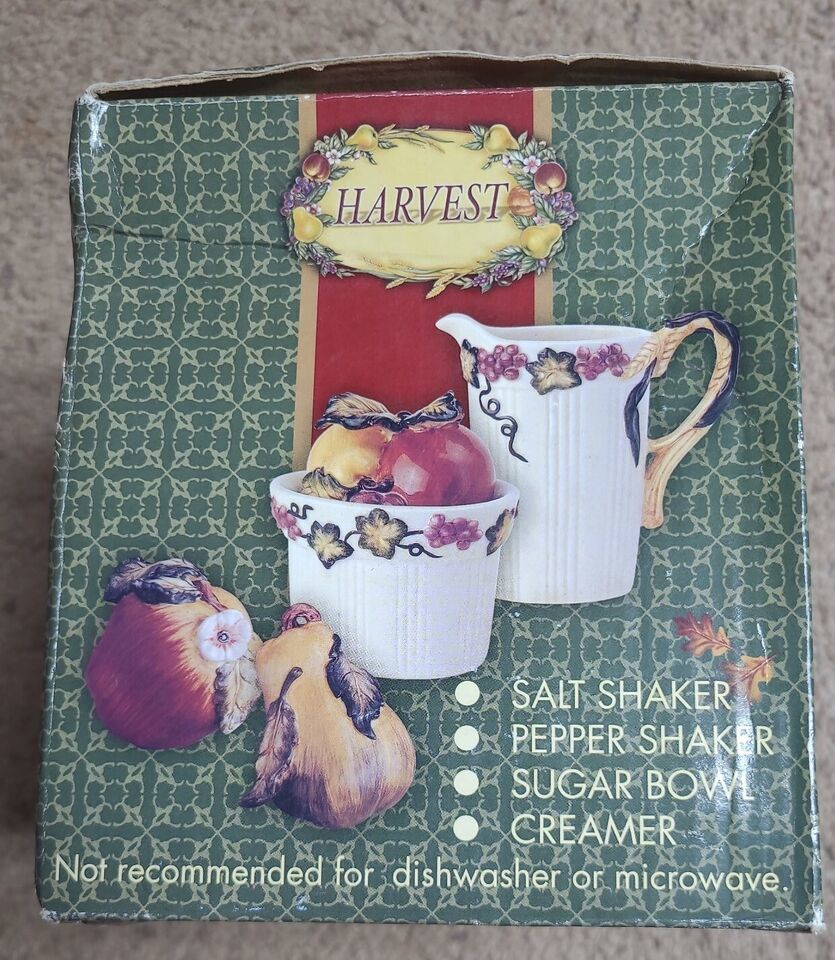 HARVEST
SALT SHAKER
PEPPER SHAKER
SUGAR BOWL
CREAMER
Not recommended for dishwasher or microwave.